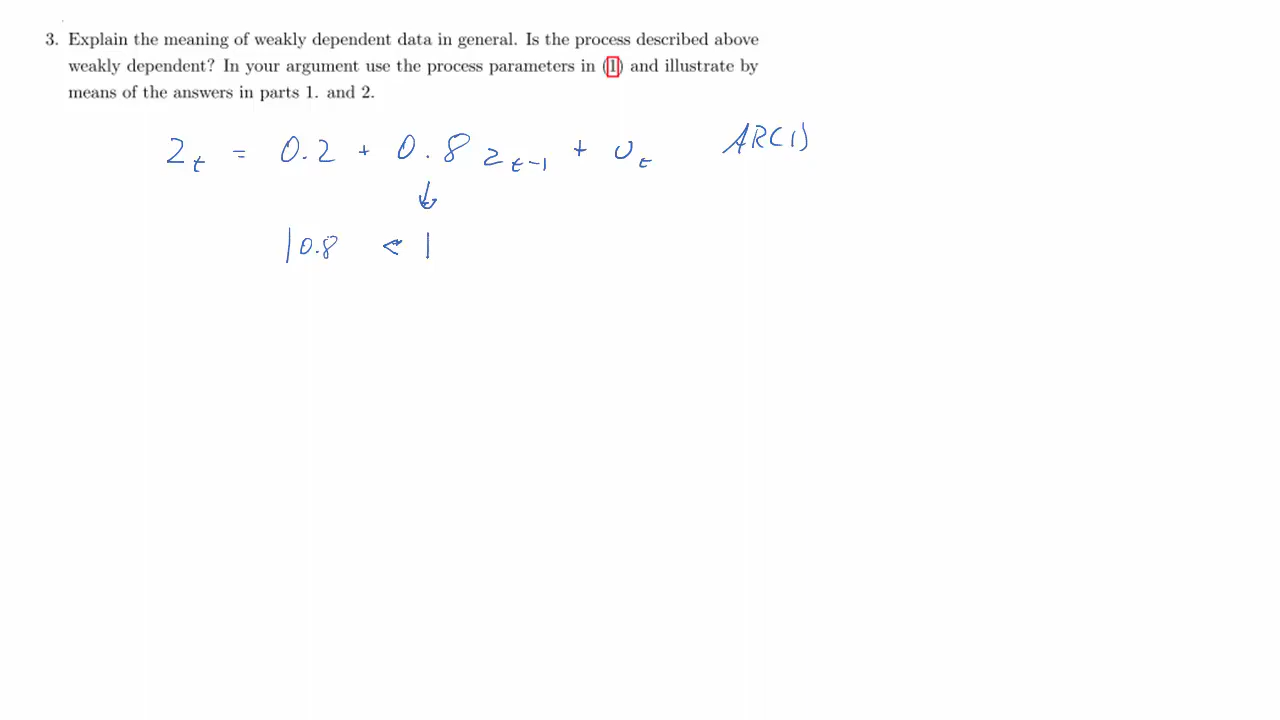 3. Explain the meaning of weakly dependent data in general. Is the process described above
weakly dependent? In your argument use the process parameters in (1) and illustrate by
means of the answers in parts 1. and 2.
z_t = 0.2 + 0.8 z_{t-1} + u_t AR(1)
↓
|0.8 < 1